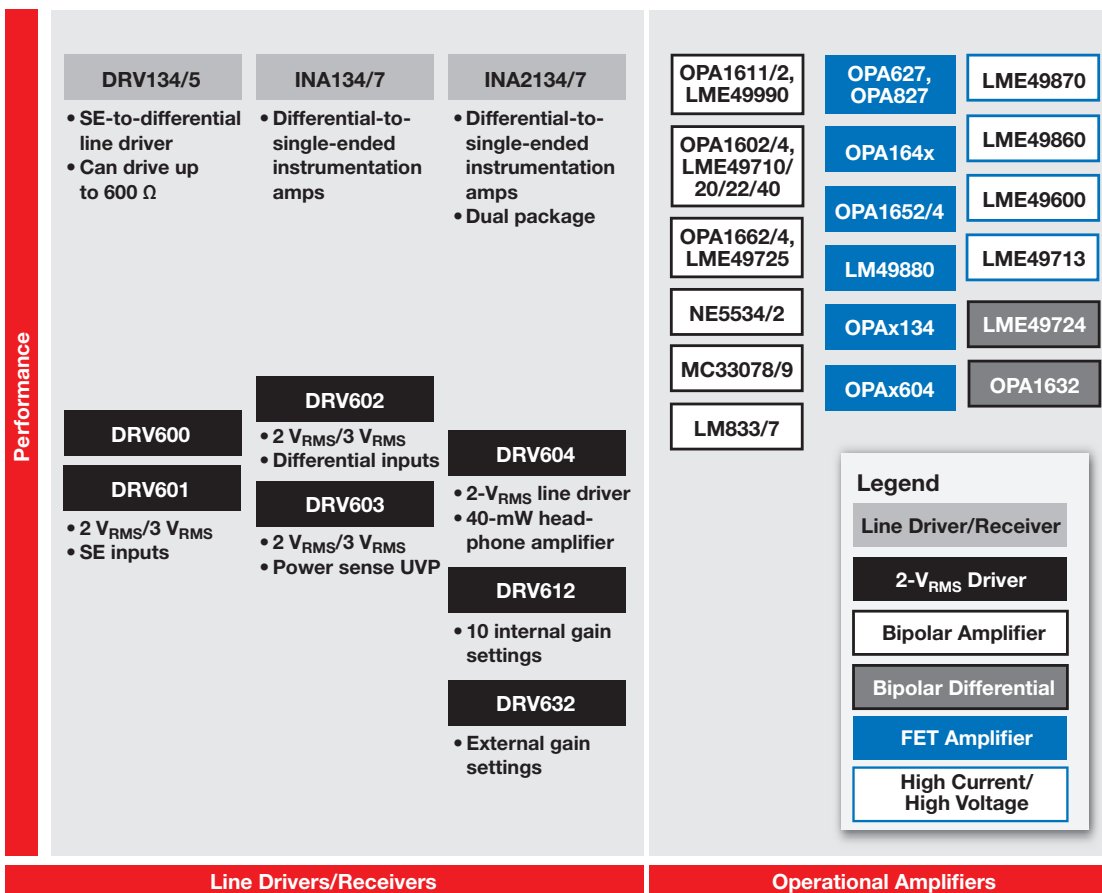 Performance
DRV134/5
• SE-to-differential
line driver
• Can drive up
to 600 Ω
DRV600
DRV601
• 2 VRMS/3 VRMS
• SE inputs
INA134/7
• Differential-to-
single-ended
instrumentation
amps
DRV602
• 2 VRMS/3 VRMS
• Differential inputs
DRV603
• 2 VRMS/3 VRMS
• Power sense UVP
INA2134/7
• Differential-to-
single-ended
instrumentation
amps
• Dual package
DRV604
• 2-VRMS line driver
• 40-mW head-
phone amplifier
DRV612
• 10 internal gain
settings
DRV632
• External gain
settings
Line Drivers/Receivers
OPA1611/2,
LME49990
OPA1602/4,
LME49710/
20/22/40
OPA1662/4,
LME49725
NE5534/2
MC33078/9
LM833/7
OPA627,
OPA827
OPA164x
OPA1652/4
LM49880
OPAx134
OPAx604
LME49870
LME49860
LME49600
LME49713
LME49724
OPA1632
Legend
Line Driver/Receiver
2-VRMS Driver
Bipolar Amplifier
Bipolar Differential
FET Amplifier
High Current/
High Voltage
Operational Amplifiers